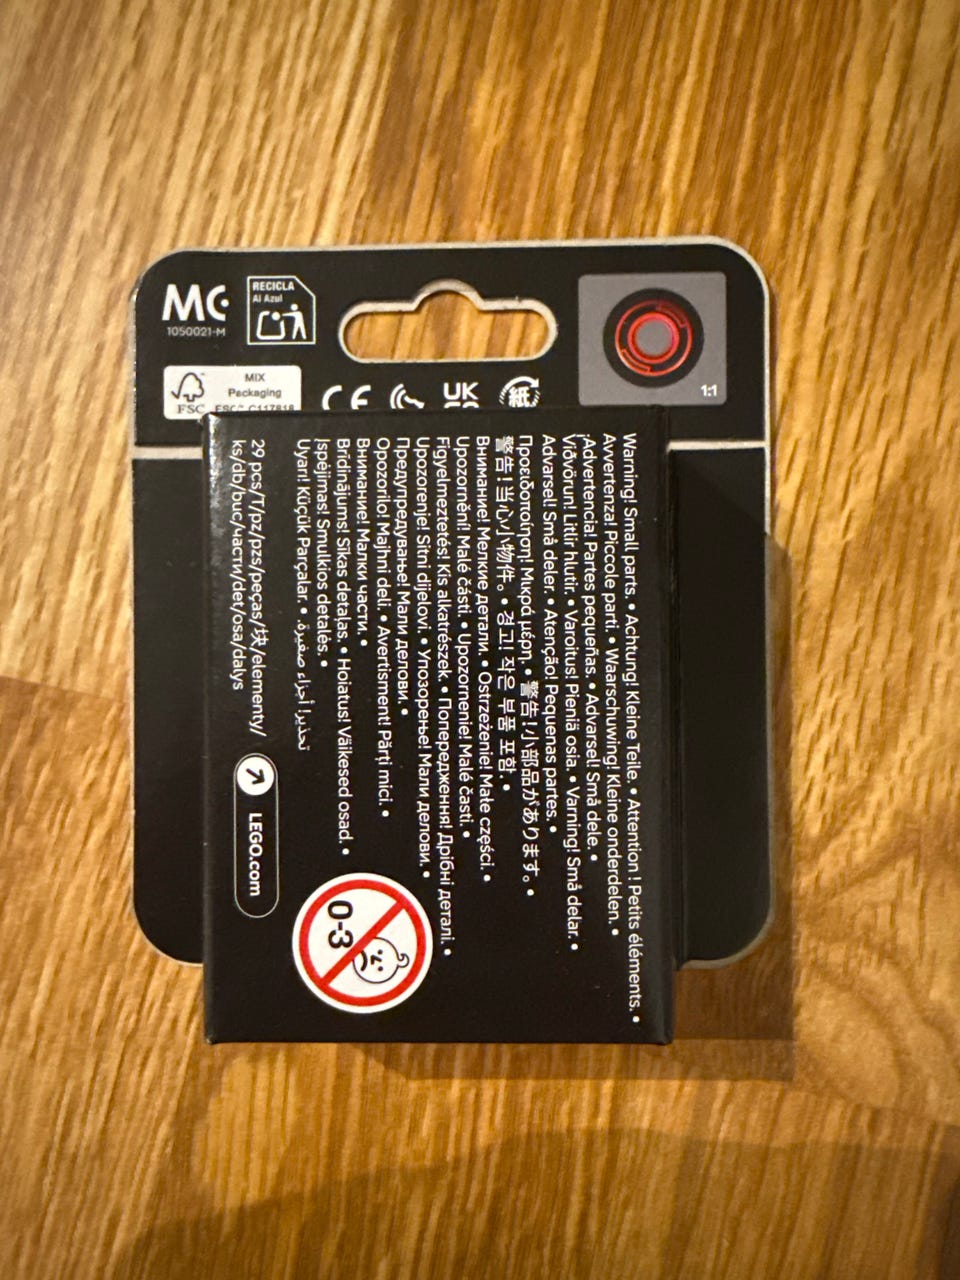 MC
1050021-M
RECICLA
Al Azul
MIX
Packaging
FSC
FSC™ C117818
CE
UK
紙
1:1
Warning! Small parts. • Achtung! Kleine Teile. • Attention ! Petits éléments. •
Avvertenza! Piccole parti. • Waarschuwing! Kleine onderdelen. •
¡Advertencia! Partes pequeñas. • Advarsel! Små dele. •
Viðvörun! Litlir hlutir. • Varoitus! Pieniä osia. • Varning! Små delar. •
Advarsel! Små deler. • Atenção! Pequenas partes. •
Προειδοποίηση! Μικρά μέρη. • 警告！小部品があります。 •
警告！当心小物件。 • 경고! 작은 부품 포함. •
Внимание! Мелкие детали. • Ostrzeżenie! Małe części. •
Upozornění! Malé části. • Upozornenie! Malé časti. •
Figyelmeztetés! Kis alkatrészek. • Попередження! Дрібні деталі. •
Upozorenje! Sitni dijelovi. • Упозорење! Мали делови. •
Предупредување! Мали делови. •
Opozorilo! Majhni deli. • Avertisment! Părți mici. •
Внимание! Малки части. •
Brīdinājums! Sīkas detaļas. • Hoiatus! Väikesed osad. •
Įspėjimas! Smulkios detalės. •
Uyarı! Küçük Parçalar. • تحذير! أجزاء صغيرة.
29 pcs/T/pz/pzs/peças/块/elementy/
ks/db/buc/части/det/osa/dalys
LEGO.com
0-3